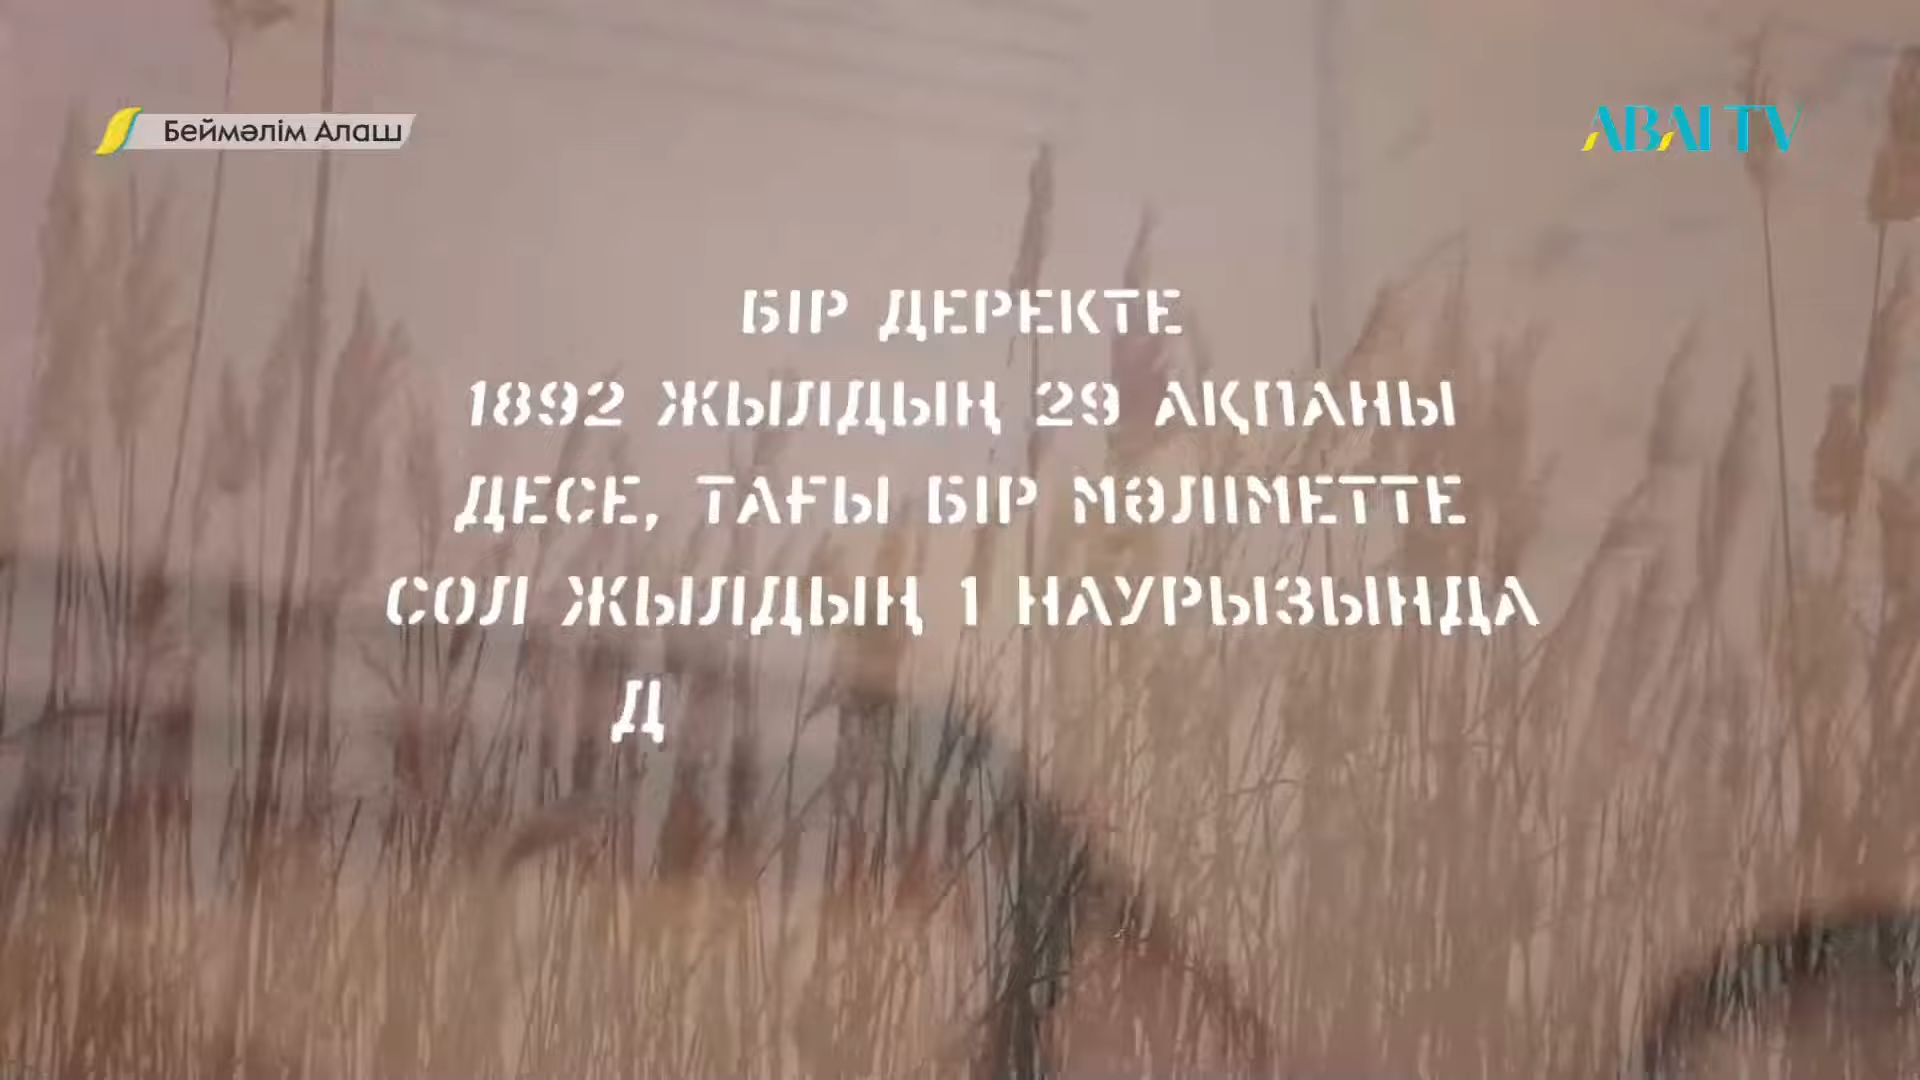 Беймәлім Алаш
ABAI TV
БІР ДЕРЕКТЕ
1892 ЖЫЛДЫҢ 29 АҚПАНЫ
ДЕСЕ, ТАҒЫ БІР МӘЛІМЕТТЕ
СОЛ ЖЫЛДЫҢ 1 НАУРЫЗЫНДА
Д